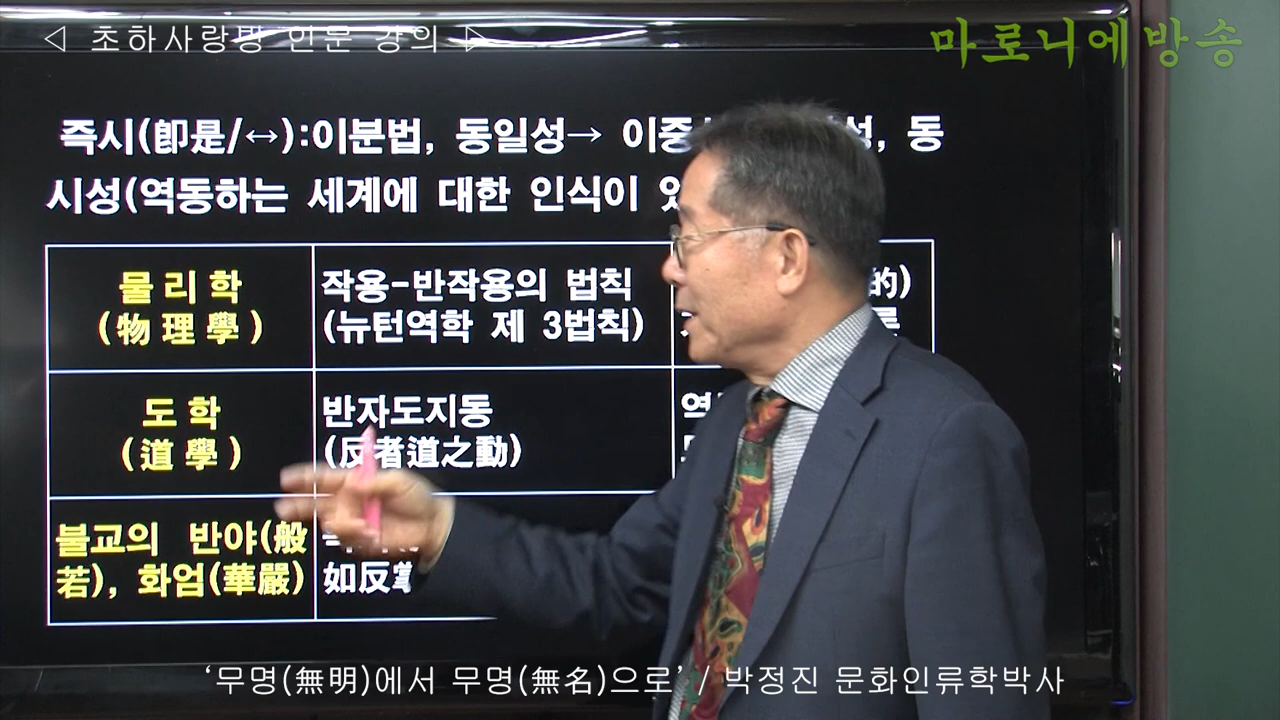 ◁ 초하사랑방 인문 강의 ▷
마로니에방송
즉시(卽是/↔):이분법, 동일성→ 이중 성, 동
시성(역동하는 세계에 대한 인식이
물리학
(物理學)
작용-반작용의 법칙
(뉴턴역학 제 3법칙)
的)
도학
(道學)
반자도지동
(反者道之動)
불교의 반야(般
若), 화엄(華嚴)
如反掌
‘무명(無明)에서 무명(無名)으로’ / 박정진 문화인류학박사